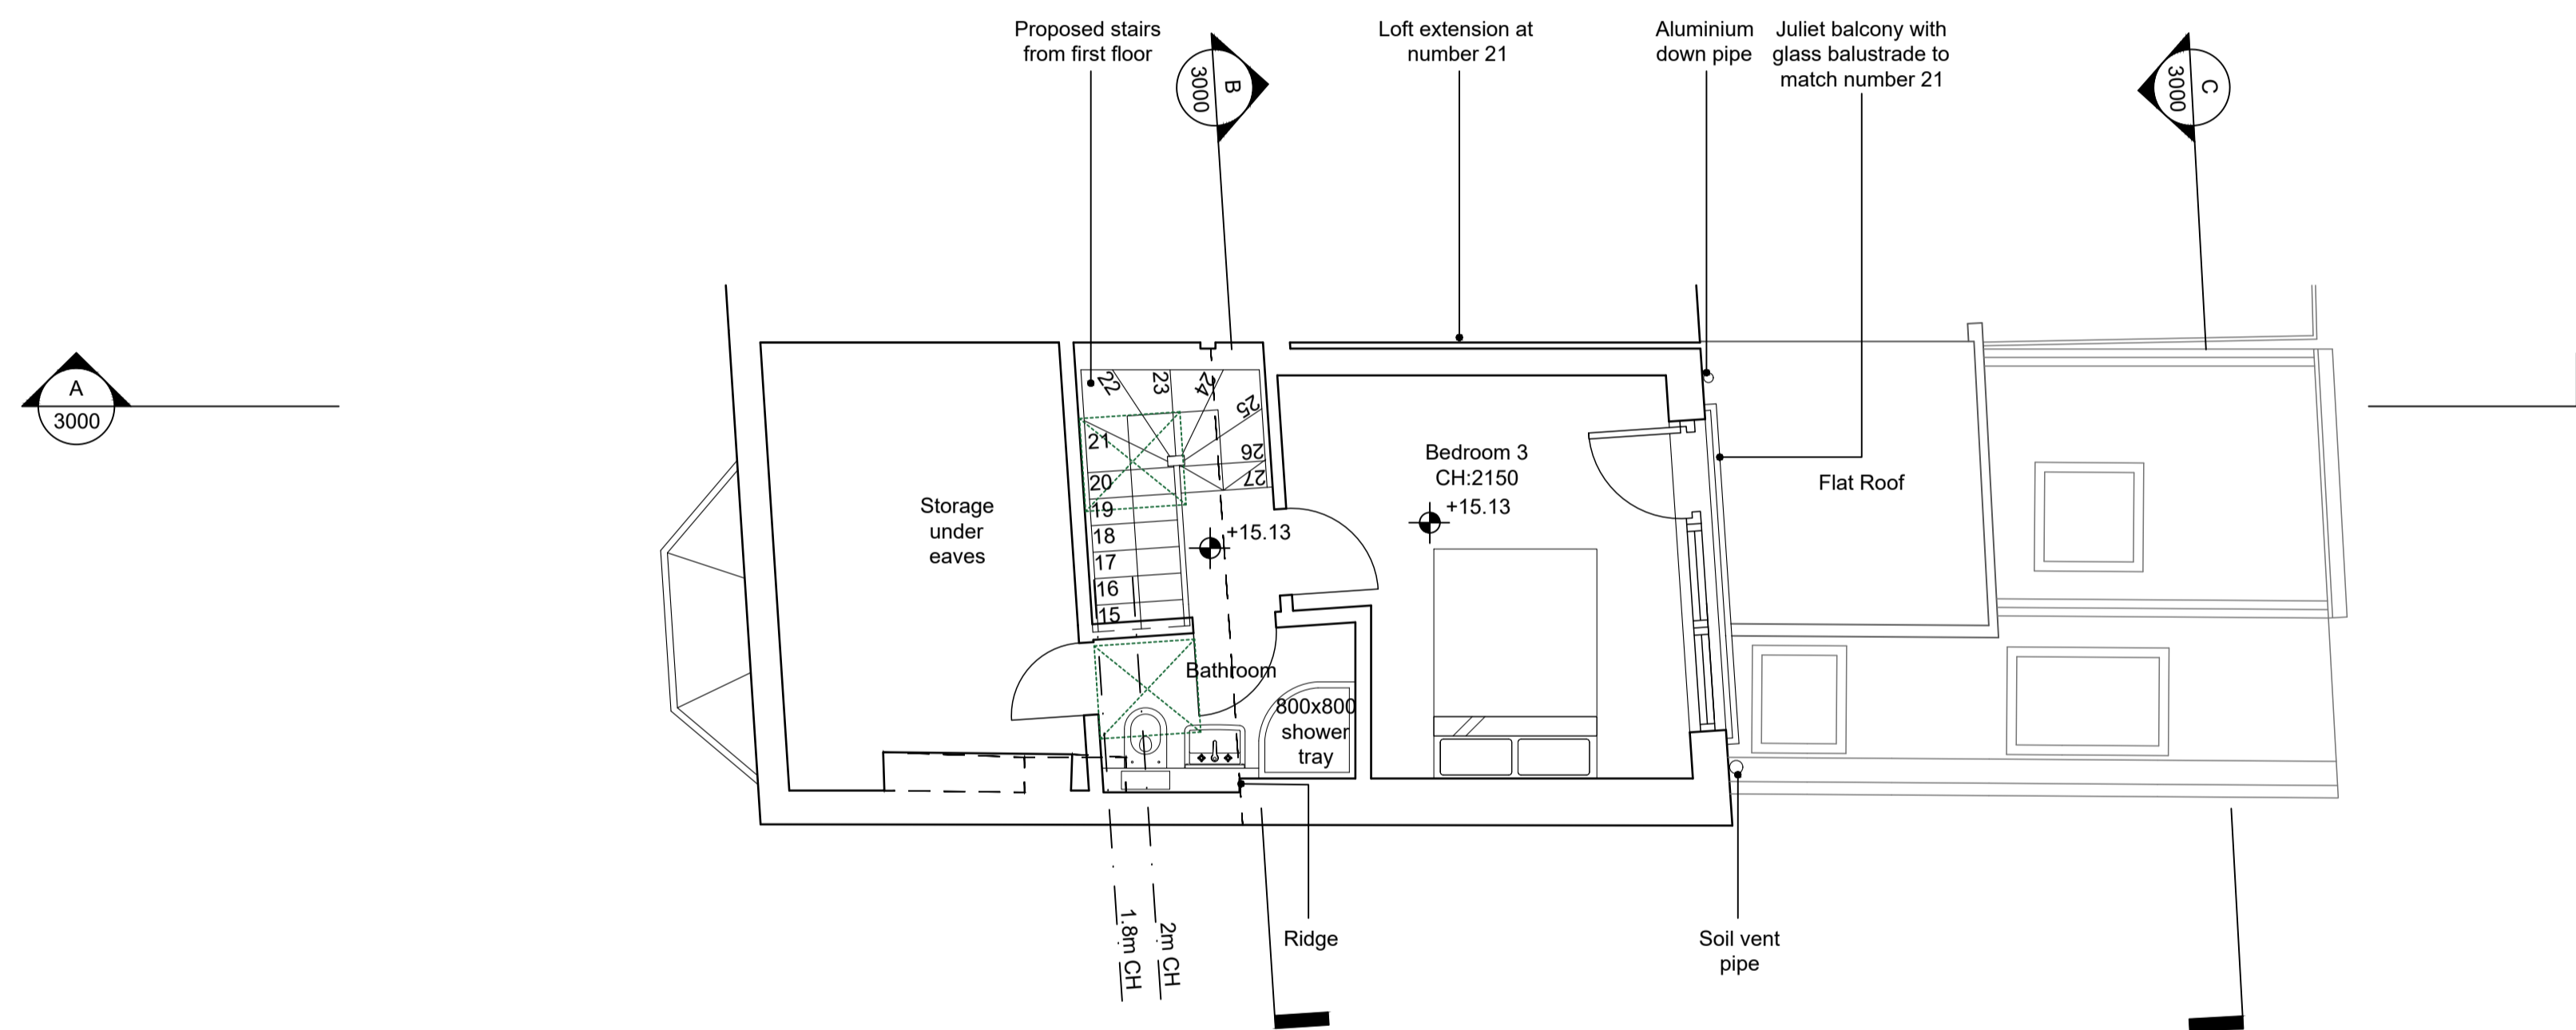 Proposed stairs
from first floor
Loft extension at
number 21
Aluminium
down pipe
Juliet balcony with
glass balustrade to
match number 21
B
3000
C
3000
A
3000
22
23
24
25
26
27
21
20
19
18
17
16
15
Storage
under
eaves
+15.13
Bedroom 3
CH:2150
+15.13
Flat Roof
Bathroom
800x800
shower
tray
1.8m CH
2m CH
Ridge
Soil vent
pipe